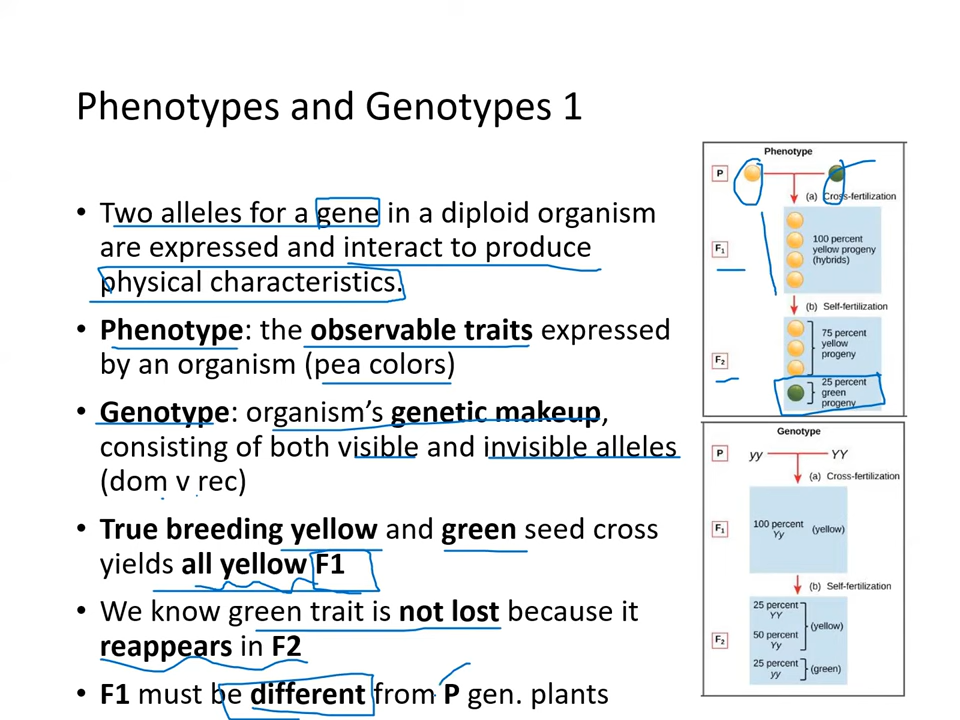 Phenotypes and Genotypes 1
• Two alleles for a gene in a diploid organism
are expressed and interact to produce
physical characteristics.
• Phenotype: the observable traits expressed
by an organism (pea colors)
• Genotype: organism's genetic makeup,
consisting of both visible and invisible alleles
(dom v rec)
• True breeding yellow and green seed cross
yields all yellow F1
• We know green trait is not lost because it
reappears in F2
• F1 must be different from P gen. plants
Phenotype
P
(a) Cross-fertilization
F1
100 percent
yellow progeny
(hybrids)
(b) Self-fertilization
F2
75 percent
yellow
progeny
25 percent
green
progeny
Genotype
P yy YY
(a) Cross-fertilization
F1
100 percent (yellow)
Yy
(b) Self-fertilization
F2
25 percent
YY
(yellow)
50 percent
Yy
25 percent (green)
yy